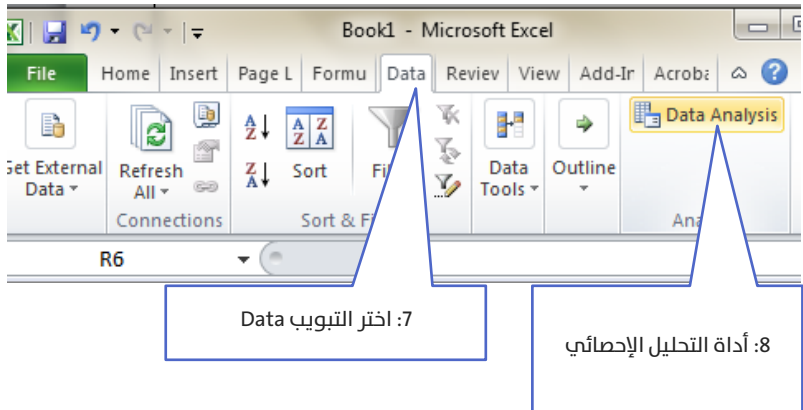 Book1 - Microsoft Excel
File Home Insert Page L Formu Data Reviev View Add-Ir Acroba
Data Analysis
Get External Data
Refresh All
Sort
Data Tools
Outline
Connections
Sort & F
Ana
R6
7: اختر التبويب Data
8: أداة التحليل الإحصائي